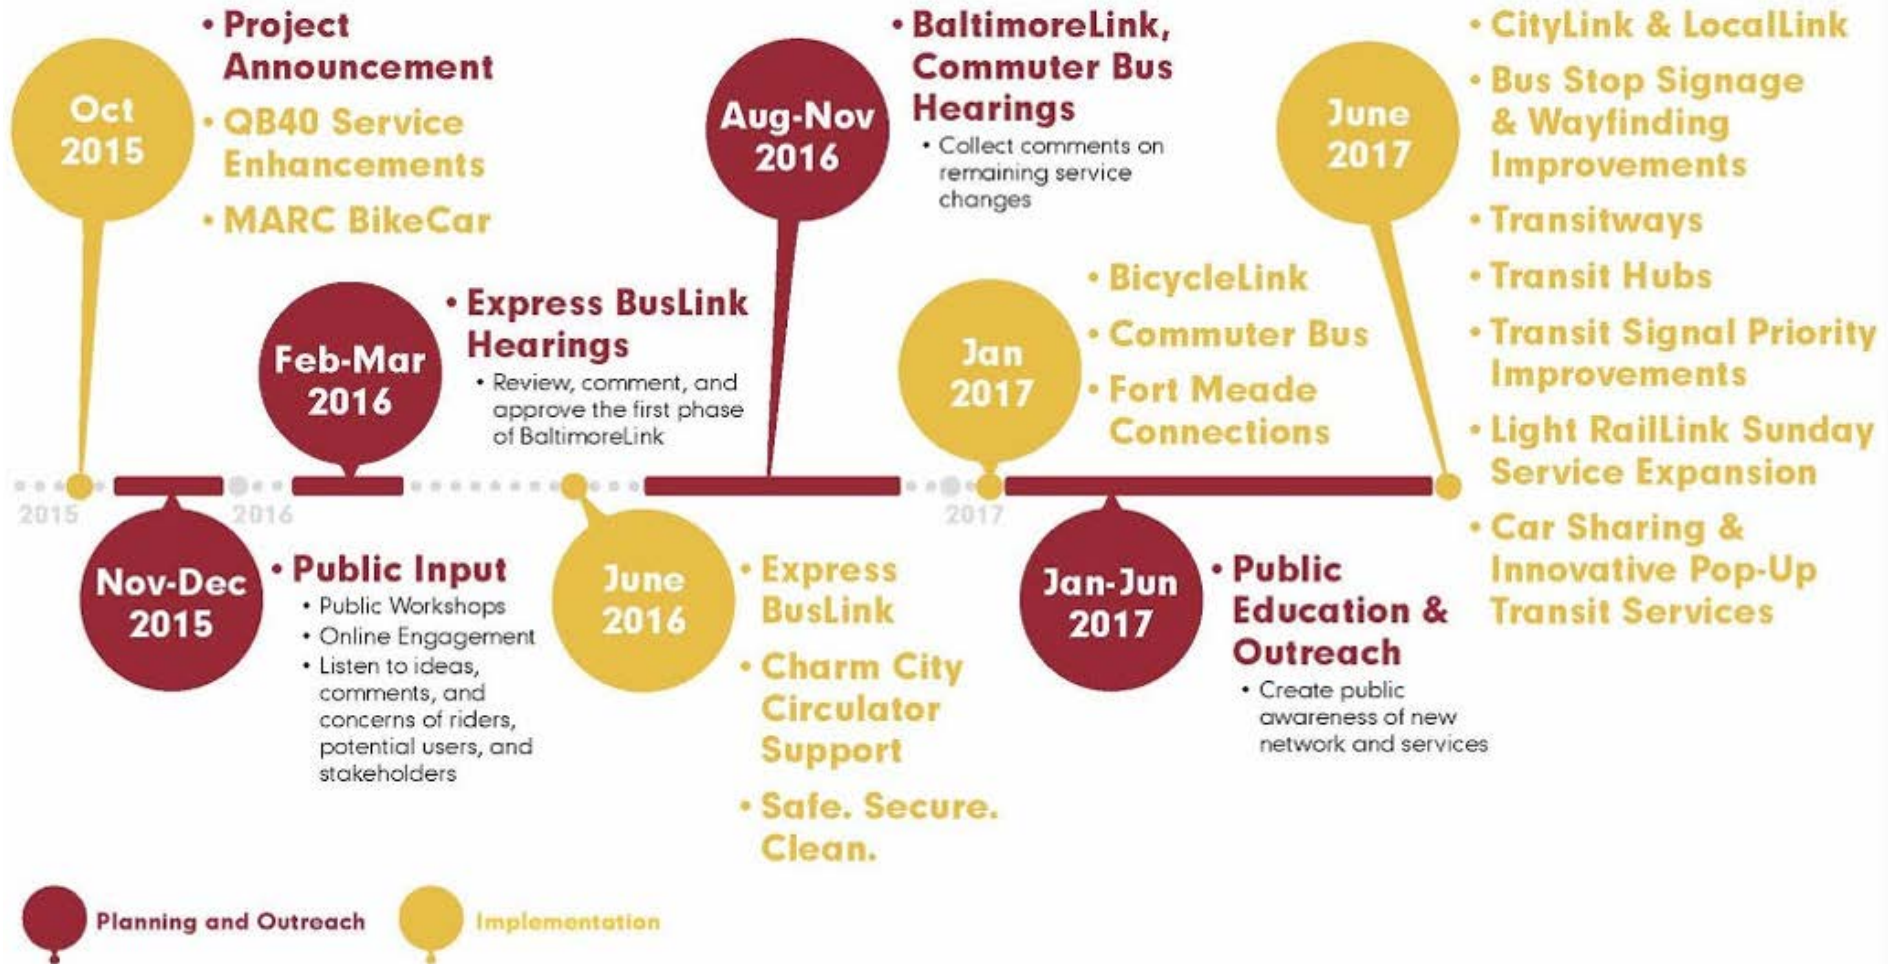 Oct
2015
• Project
Announcement
• QB40 Service
Enhancements
• MARC BikeCar
Feb-Mar
2016
• Express BusLink
Hearings
• Review, comment, and
approve the first phase
of BaltimoreLink
Aug-Nov
2016
• BaltimoreLink,
Commuter Bus
Hearings
• Collect comments on
remaining service
changes
Jan
2017
• BicycleLink
• Commuter Bus
• Fort Meade
Connections
June
2017
• CityLink & LocalLink
• Bus Stop Signage
& Wayfinding
Improvements
• Transitways
• Transit Hubs
• Transit Signal Priority
Improvements
• Light RailLink Sunday
Service Expansion
• Car Sharing &
Innovative Pop-Up
Transit Services
2015
2016
2017
Nov-Dec
2015
• Public Input
• Public Workshops
• Online Engagement
• Listen to ideas,
comments, and
concerns of riders,
potential users, and
stakeholders
June
2016
• Express
BusLink
• Charm City
Circulator
Support
• Safe. Secure.
Clean.
Jan-Jun
2017
• Public
Education &
Outreach
• Create public
awareness of new
network and services
Planning and Outreach
Implementation